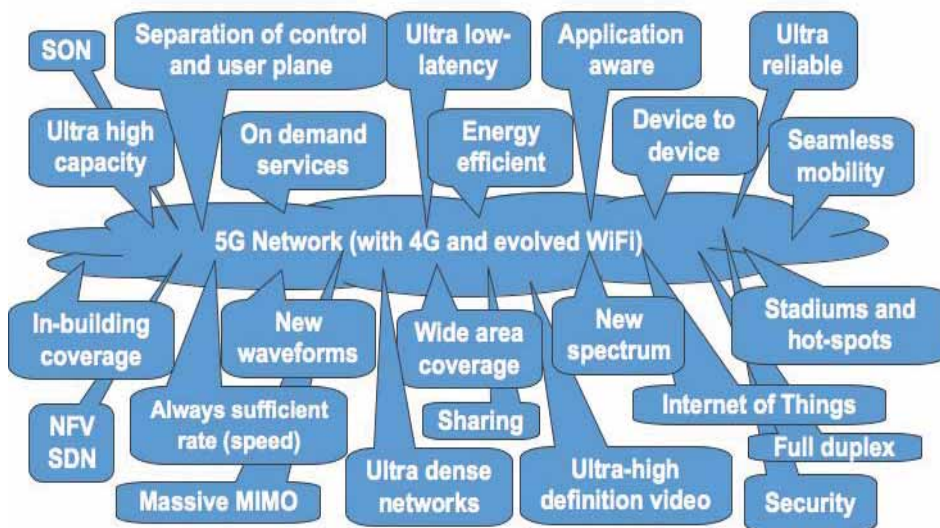 SON
Separation of control
and user plane
Ultra low-
latency
Application
aware
Ultra
reliable
Ultra high
capacity
On demand
services
Energy
efficient
Device to
device
Seamless
mobility
5G Network (with 4G and evolved WiFi)
In-building
coverage
New
waveforms
Wide area
coverage
New
spectrum
Stadiums and
hot-spots
NFV
SDN
Always sufficient
rate (speed)
Sharing
Internet of Things
Full duplex
Massive MIMO
Ultra dense
networks
Ultra-high
definition video
Security